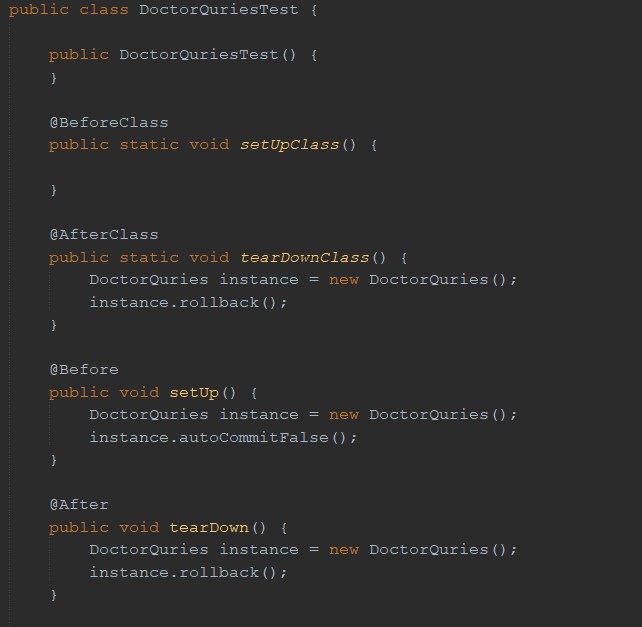 public class DoctorQuriesTest {
public DoctorQuriesTest() {
}
@BeforeClass
public static void setUpClass() {
}
@AfterClass
public static void tearDownClass() {
DoctorQuries instance = new DoctorQuries();
instance.rollback();
}
@Before
public void setUp() {
DoctorQuries instance = new DoctorQuries();
instance.autoCommitFalse();
}
@After
public void tearDown() {
DoctorQuries instance = new DoctorQuries();
instance.rollback();
}